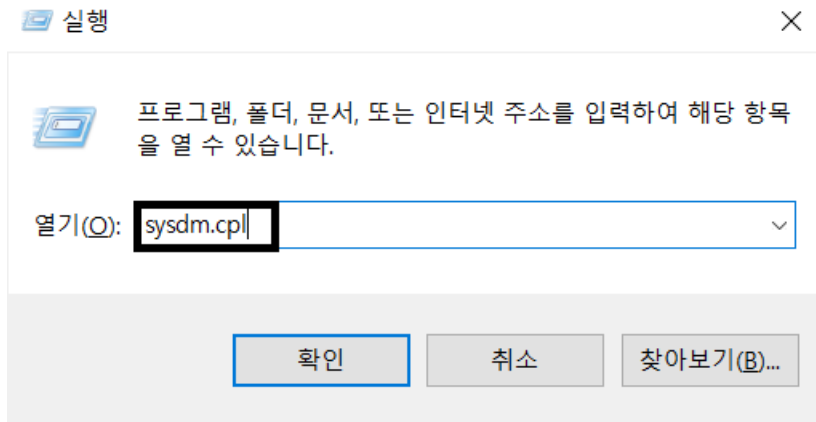 실행
프로그램, 폴더, 문서, 또는 인터넷 주소를 입력하여 해당 항목
을 열 수 있습니다.
열기(O): sysdm.cpl
확인 취소 찾아보기(B)...